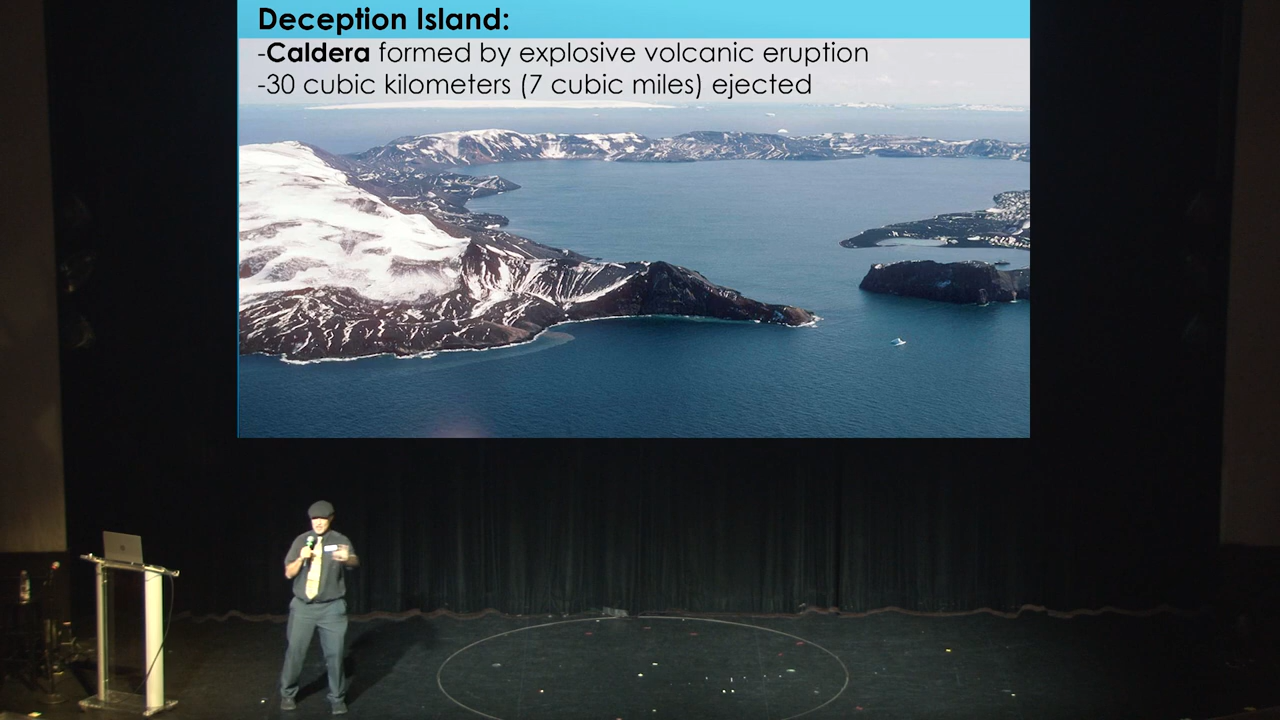 Deception Island:
-Caldera formed by explosive volcanic eruption
-30 cubic kilometers (7 cubic miles) ejected